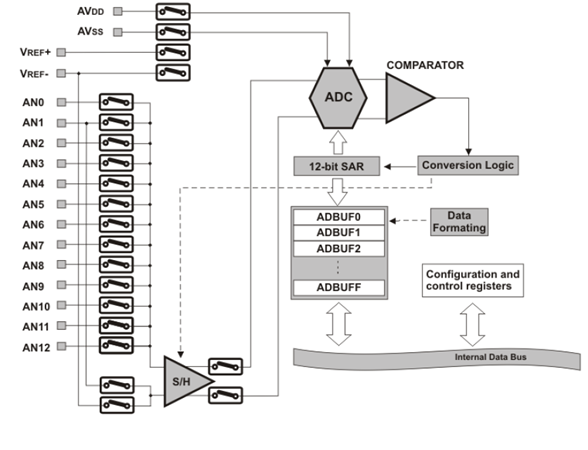 AVDD
AVSS
VREF+
VREF-
COMPARATOR
ADC
AN0
AN1
AN2
AN3
AN4
AN5
AN6
AN7
AN8
AN9
AN10
AN11
AN12
12-bit SAR
Conversion Logic
ADBUF0
ADBUF1
ADBUF2
ADBUFF
Data
Formating
Configuration and
control registers
Internal Data Bus
S/H